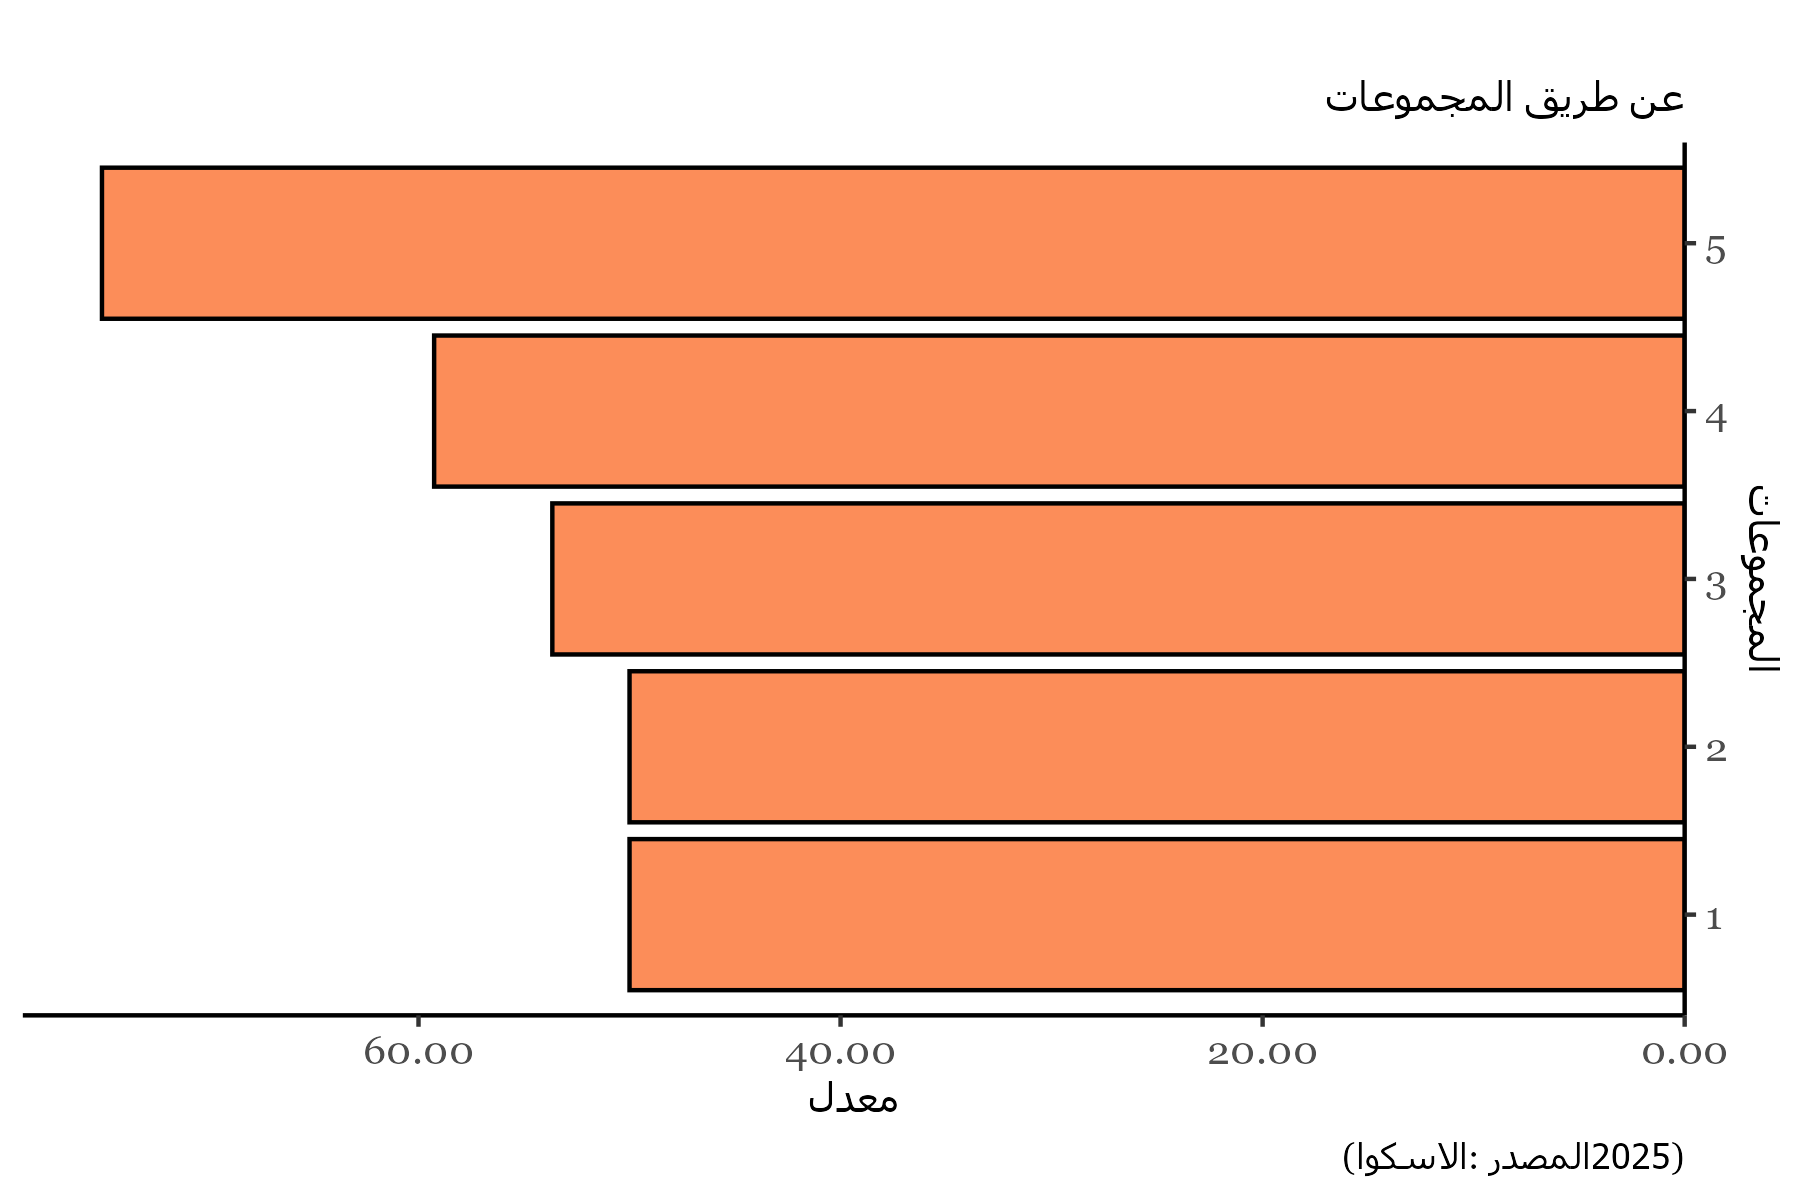 عن طريق المجموعات
5
4
3
2
1
المجموعات
60.00 40.00 20.00 0.00
معدل
(2025المصدر :الاسكوا)